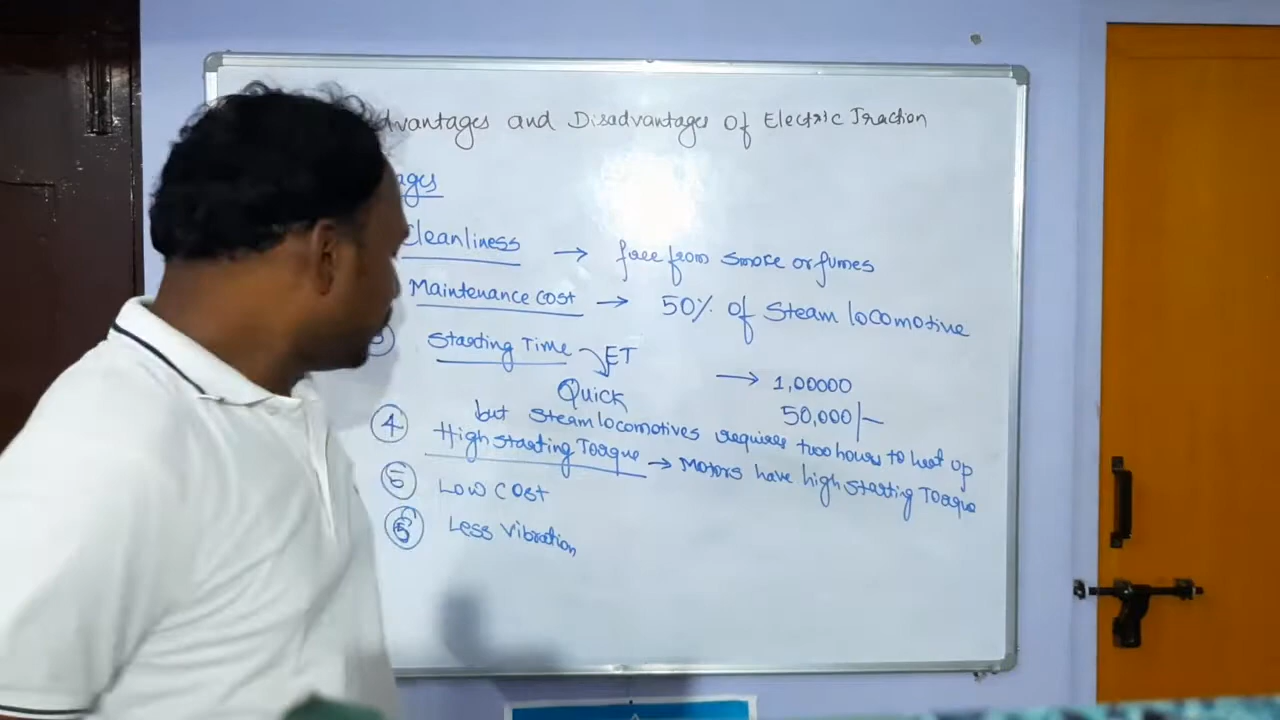 dvantages and Disadvantages of Electric Traction
ages
Cleanliness → free from smoke or fumes
Maintenance cost → 50% of Steam locomotive
Starting Time ET
→ 1,00000
Quick
50,000/-
but Steam locomotives requires two hours to heat up
4 High Starting Torque → Motors have high starting Torque
5 Low cost
6 Less Vibration